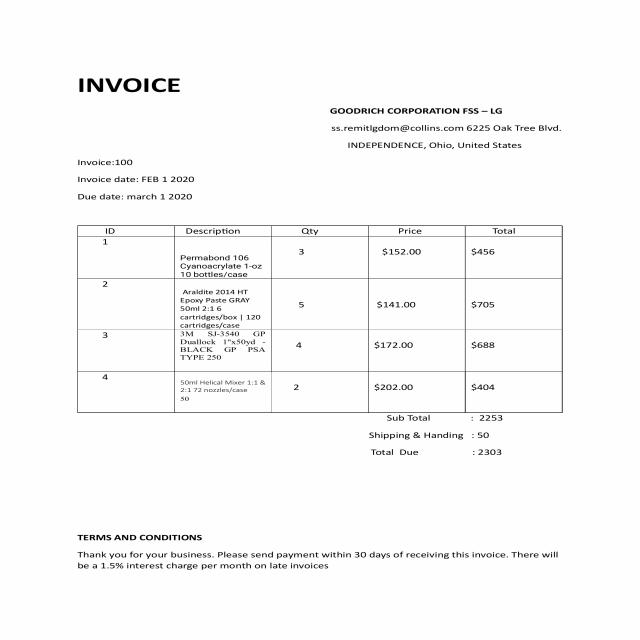 INVOICE
GOODRICH CORPORATION FSS – LG
ss.remitlgdom@collins.com 6225 Oak Tree Blvd.
INDEPENDENCE, Ohio, United States
Invoice:100
Invoice date: FEB 1 2020
Due date: march 1 2020
ID Description Qty Price Total
1
Permabond 106
Cyanoacrylate 1-oz
10 bottles/case
3 $152.00 $456
2
Araldite 2014 HT
Epoxy Paste GRAY
50ml 2:1 6
cartridges/box | 120
cartridges/case
5 $141.00 $705
3
3M SJ-3540 GP
Duallock 1"x50yd -
BLACK GP PSA
TYPE 250
4 $172.00 $688
4
50ml Helical Mixer 1:1 &
2:1 72 nozzles/case
50
2 $202.00 $404
Sub Total : 2253
Shipping & Handing : 50
Total Due : 2303
TERMS AND CONDITIONS
Thank you for your business. Please send payment within 30 days of receiving this invoice. There will
be a 1.5% interest charge per month on late invoices